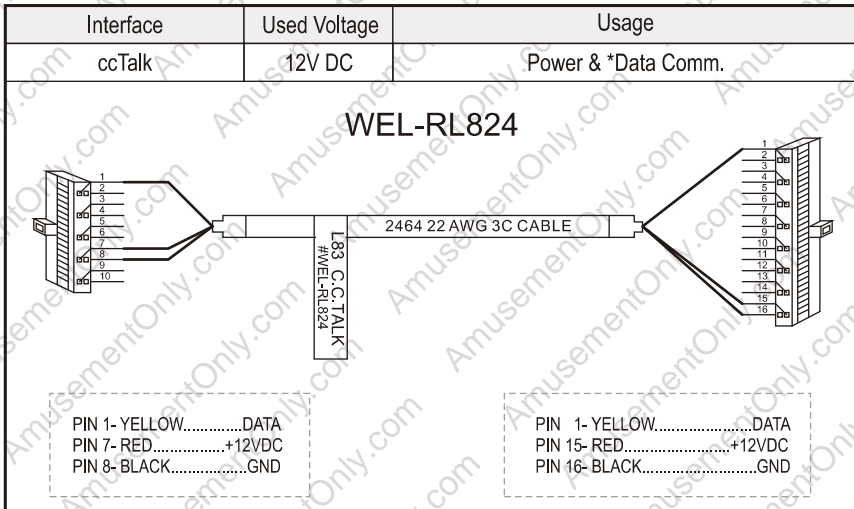 Interface Used Voltage Usage
ccTalk 12V DC Power & *Data Comm.
WEL-RL824
1
2
3
4
5
6
7
8
9
10
2464 22 AWG 3C CABLE
L83 C.C.TALK
#WEL-RL824
1
2
3
4
5
6
7
8
9
10
11
12
13
14
15
16
PIN 1- YELLOW.............DATA
PIN 7- RED................+12VDC
PIN 8- BLACK................GND
PIN 1- YELLOW.....................DATA
PIN 15- RED........................+12VDC
PIN 16- BLACK.........................GND
AmusementOnly.com